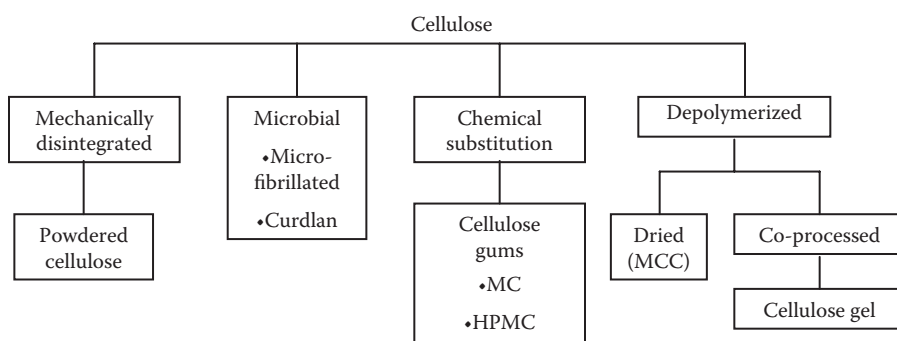 Cellulose
Mechanically
disintegrated
Powdered
cellulose
Microbial
•Micro-
fibrillated
•Curdlan
Chemical
substitution
Cellulose
gums
•MC
•HPMC
Depolymerized
Dried
(MCC)
Co-processed
Cellulose gel